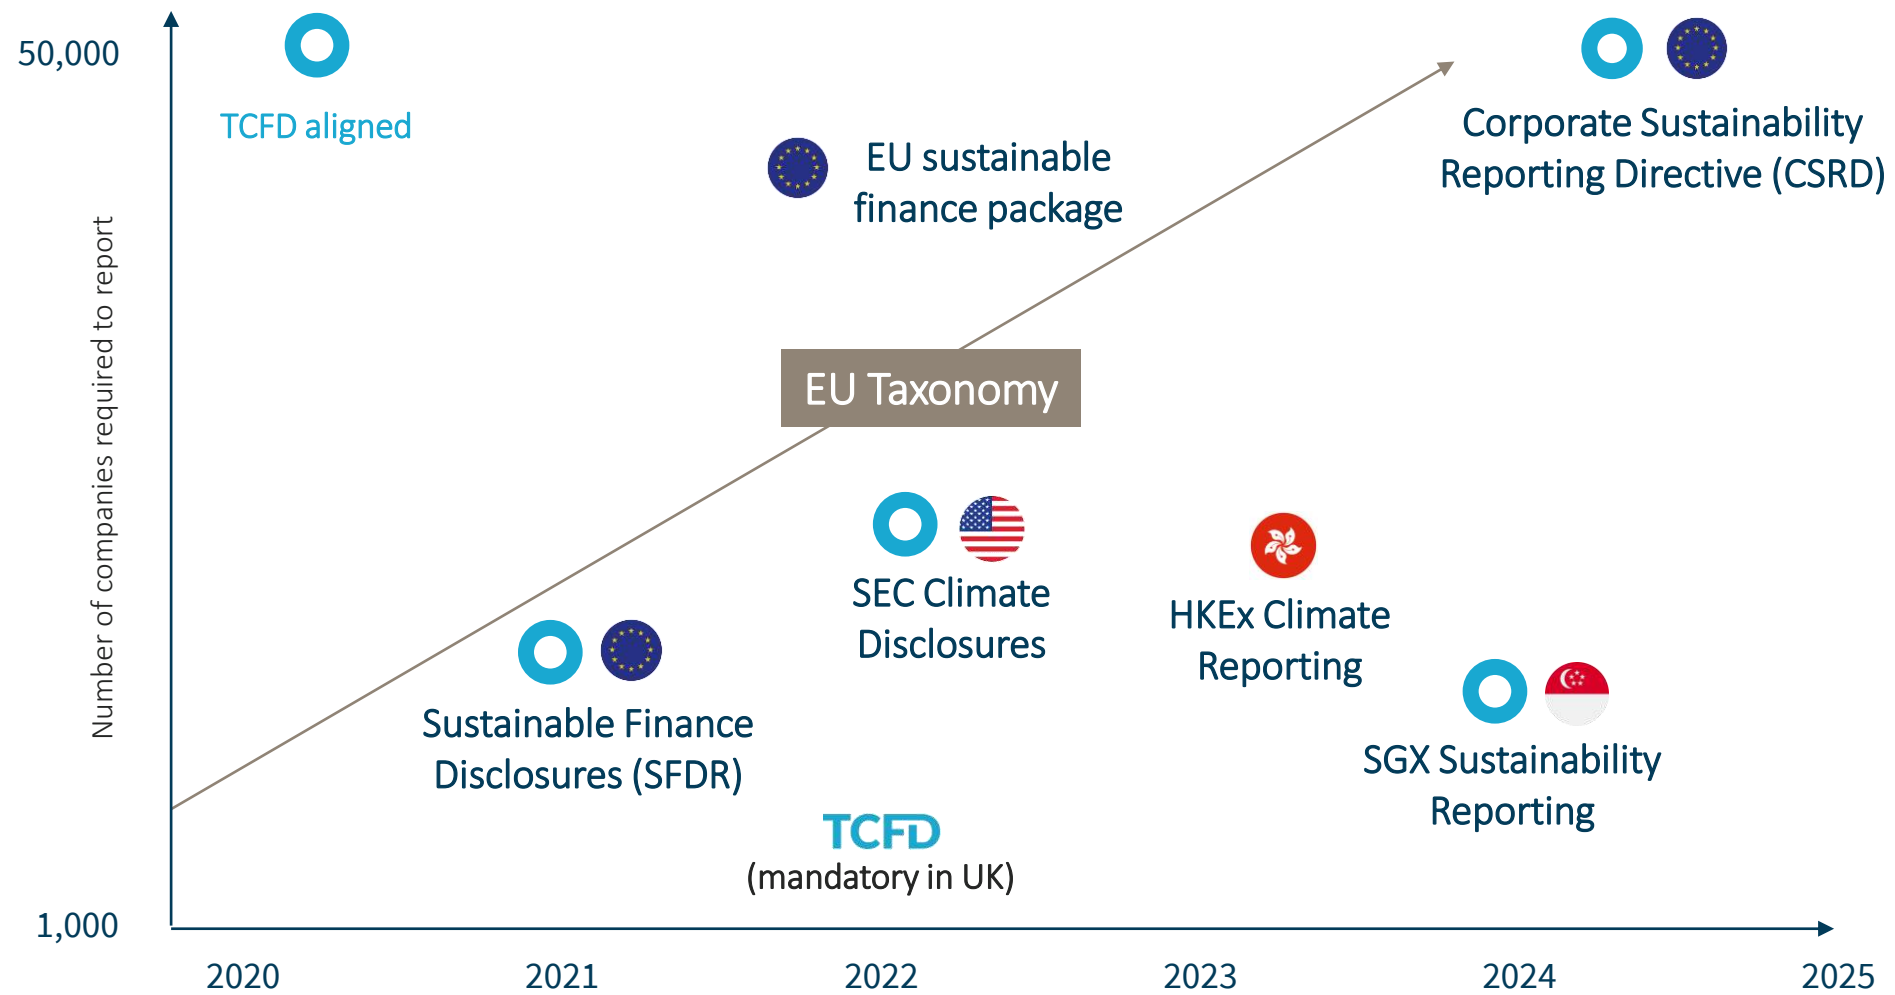 50,000
TCFD aligned
EU sustainable
finance package
Corporate Sustainability
Reporting Directive (CSRD)
Number of companies required to report
EU Taxonomy
SEC Climate
Disclosures
HKEx Climate
Reporting
Sustainable Finance
Disclosures (SFDR)
SGX Sustainability
Reporting
TCFD
(mandatory in UK)
1,000
2020 2021 2022 2023 2024 2025